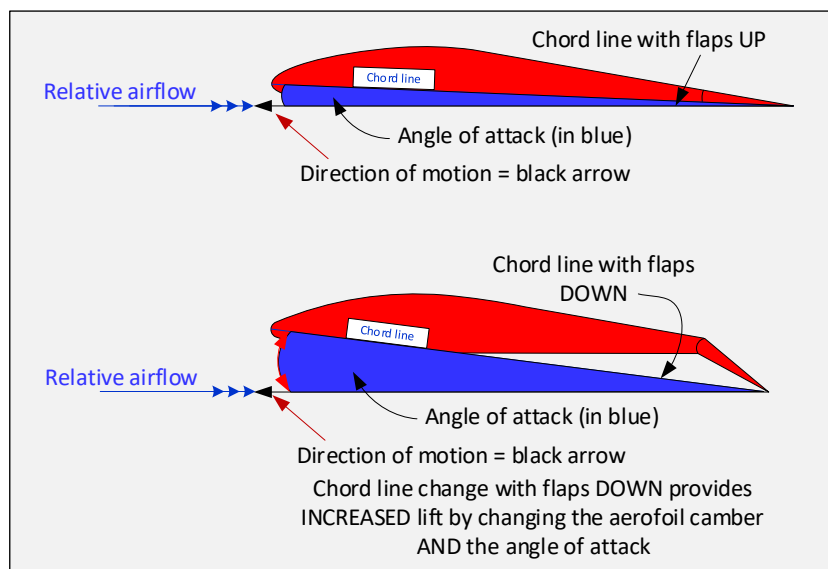 Chord line with flaps UP
Chord line
Relative airflow
Angle of attack (in blue)
Direction of motion = black arrow
Chord line with flaps
DOWN
Chord line
Relative airflow
Angle of attack (in blue)
Direction of motion = black arrow
Chord line change with flaps DOWN provides
INCREASED lift by changing the aerofoil camber
AND the angle of attack